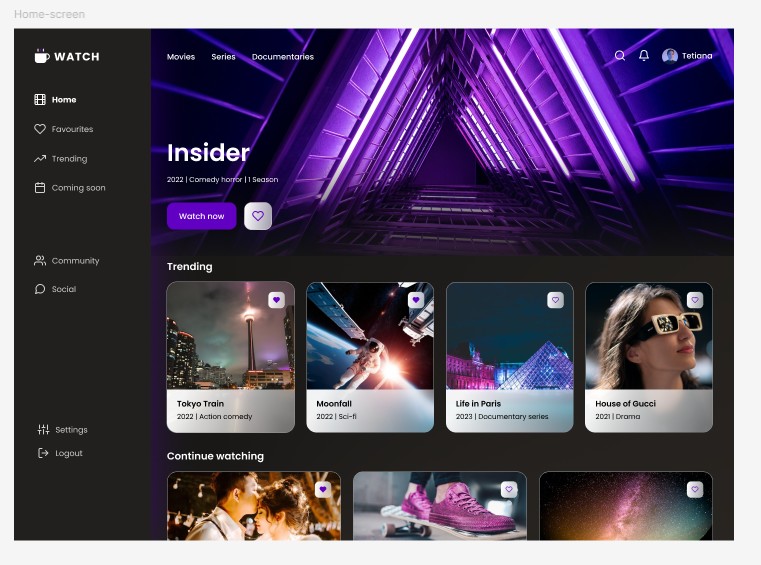 Home-screen
WATCH
Home
Favourites
Trending
Coming soon
Community
Social
Settings
Logout
Movies Series Documentaries
Tetiana
Insider
2022 | Comedy horror | 1 Season
Watch now
Trending
Tokyo Train
2022 | Action comedy
Moonfall
2022 | Sci-fi
Life in Paris
2023 | Documentary series
House of Gucci
2021 | Drama
Continue watching